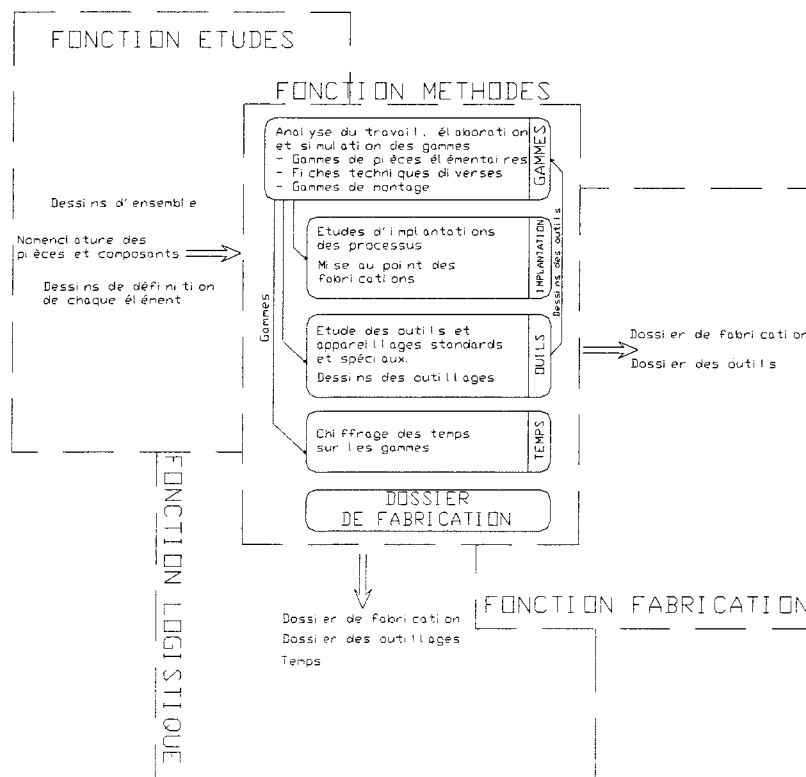 FONCTION ETUDES
FONCTION METHODES
Analyse du travail, élaboration
et simulation des gammes
- Gammes de pièces élémentaires
- Fiches techniques diverses
- Gammes de montage
GAMMES
Dessins d'ensemble
Nomenclature des
pièces et composants
Dessins de définition
de chaque élément
Etudes d'implantations
des processus
Mise au point des
fabrications
IMPLANTATION
Dessins des outils
Gammes
Etude des outils et
appareillages standards
et spéciaux.
Dessins des outillages
OUILS
Dossier de fabrication
Dossier des outils
Chiffrage des temps
sur les gammes
TEMPS
DOSSIER
DE FABRICATION
FONCTION LOGISTIQUE
Dossier de fabrication
Dossier des outillages
Temps
FONCTION FABRICATION